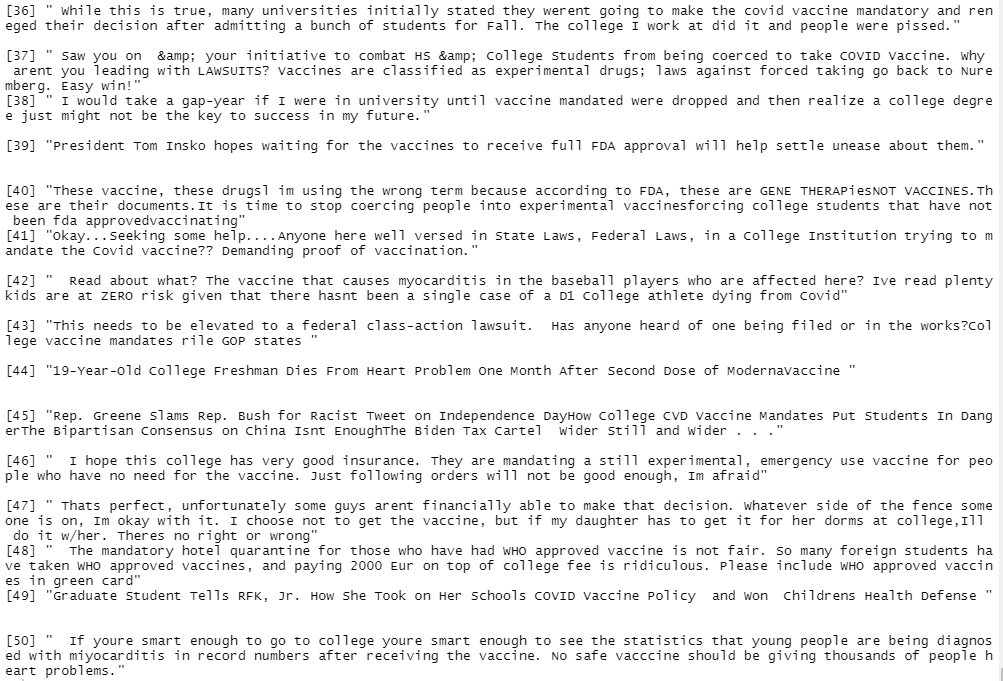 [36] " While this is true, many universities initially stated they werent going to make the covid vaccine mandatory and ren
eged their decision after admitting a bunch of students for Fall. The college I work at did it and people were pissed."
[37] "  Saw you on  &amp; your initiative to combat HS &amp; College Students from being coerced to take COVID Vaccine. Why
 arent you leading with LAWSUITS? Vaccines are classified as experimental drugs; laws against forced taking go back to Nure
mberg. Easy win!"
[38] " I would take a gap-year if I were in university until vaccine mandated were dropped and then realize a college degre
e just might not be the key to success in my future."
[39] "President Tom Insko hopes waiting for the vaccines to receive full FDA approval will help settle unease about them."
[40] "These vaccine, these drugsl im using the wrong term because according to FDA, these are GENE THERAPiesNOT VACCINES.Th
ese are their documents.It is time to stop coercing people into experimental vaccinesforcing college students that have not
 been fda approvedvaccinating"
[41] "Okay...Seeking some help....Anyone here well versed in State Laws, Federal Laws, in a College Institution trying to m
andate the Covid vaccine?? Demanding proof of vaccination."
[42] "  Read about what? The vaccine that causes myocarditis in the baseball players who are affected here? Ive read plenty
kids are at ZERO risk given that there hasnt been a single case of a D1 College athlete dying from Covid"
[43] "This needs to be elevated to a federal class-action lawsuit.  Has anyone heard of one being filed or in the works?Col
lege vaccine mandates rile GOP states "
[44] "19-Year-Old College Freshman Dies From Heart Problem One Month After Second Dose of ModernaVaccine "
[45] "Rep. Greene Slams Rep. Bush for Racist Tweet on Independence DayHow College CVD Vaccine Mandates Put Students In Dang
erThe Bipartisan Consensus on China Isnt EnoughThe Biden Tax Cartel  Wider Still and Wider . . ."
[46] "  I hope this college has very good insurance. They are mandating a still experimental, emergency use vaccine for peo
ple who have no need for the vaccine. Just following orders will not be good enough, Im afraid"
[47] " Thats perfect, unfortunately some guys arent financially able to make that decision. Whatever side of the fence some
one is on, Im okay with it. I choose not to get the vaccine, but if my daughter has to get it for her dorms at college,Ill
 do it w/her. Theres no right or wrong"
[48] "  The mandatory hotel quarantine for those who have had WHO approved vaccine is not fair. So many foreign students ha
ve taken WHO approved vaccines, and paying 2000 Eur on top of college fee is ridiculous. Please include WHO approved vaccin
es in green card"
[49] "Graduate Student Tells RFK, Jr. How She Took on Her Schools COVID Vaccine Policy  and Won  Childrens Health Defense "
[50] "  If youre smart enough to go to college youre smart enough to see the statistics that young people are being diagnos
ed with miyocarditis in record numbers after receiving the vaccine. No safe vacccine should be giving thousands of people h
eart problems."